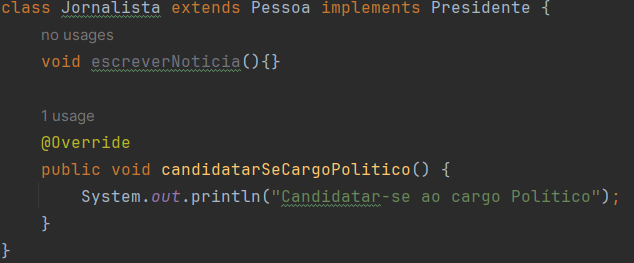 class Jornalista extends Pessoa implements Presidente {
no usages
void escreverNoticia(){}
1 usage
@Override
public void candidatarSeCargoPolitico() {
System.out.println("Candidatar-se ao cargo Político");
}
}